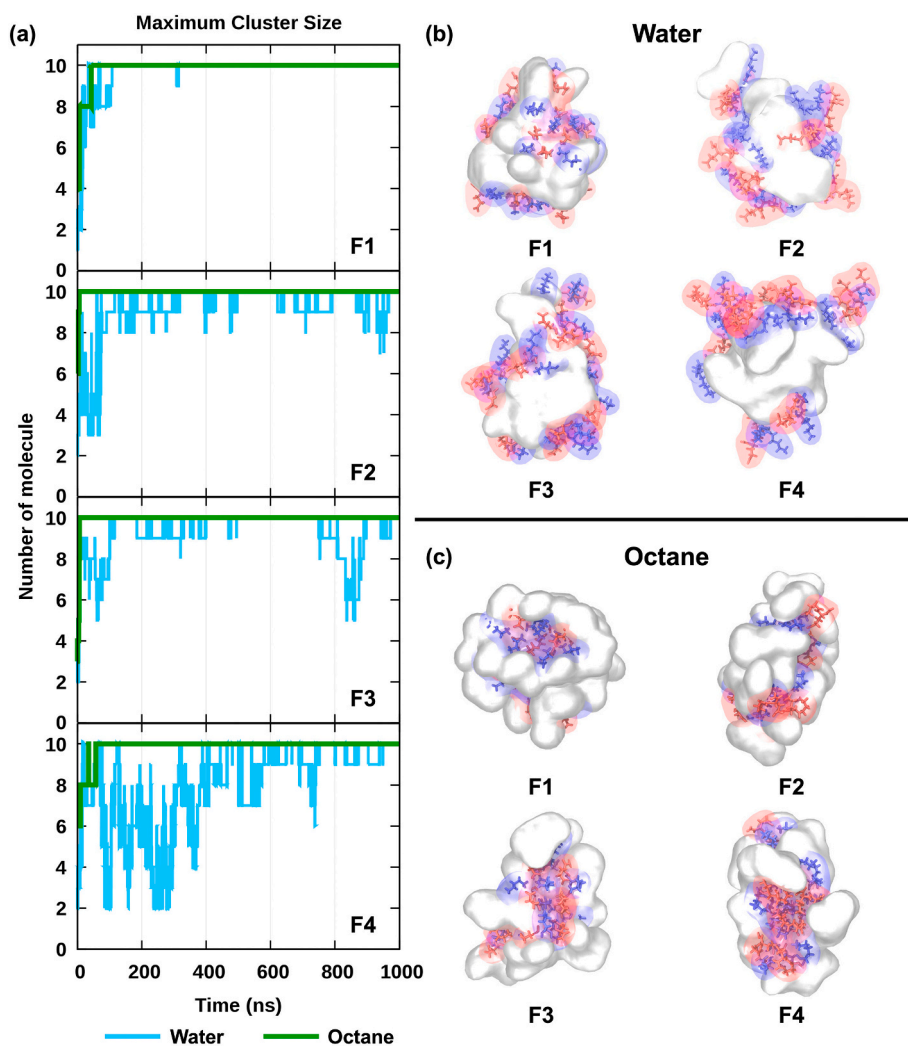 (a)
Maximum Cluster Size
Number of molecule
10
8
6
4
2
0
F1
10
8
6
4
2
0
F2
10
8
6
4
2
0
F3
10
8
6
4
2
0
F4
0 200 400 600 800 1000
Time (ns)
Water Octane
(b) Water
F1 F2
F3 F4
(c) Octane
F1 F2
F3 F4